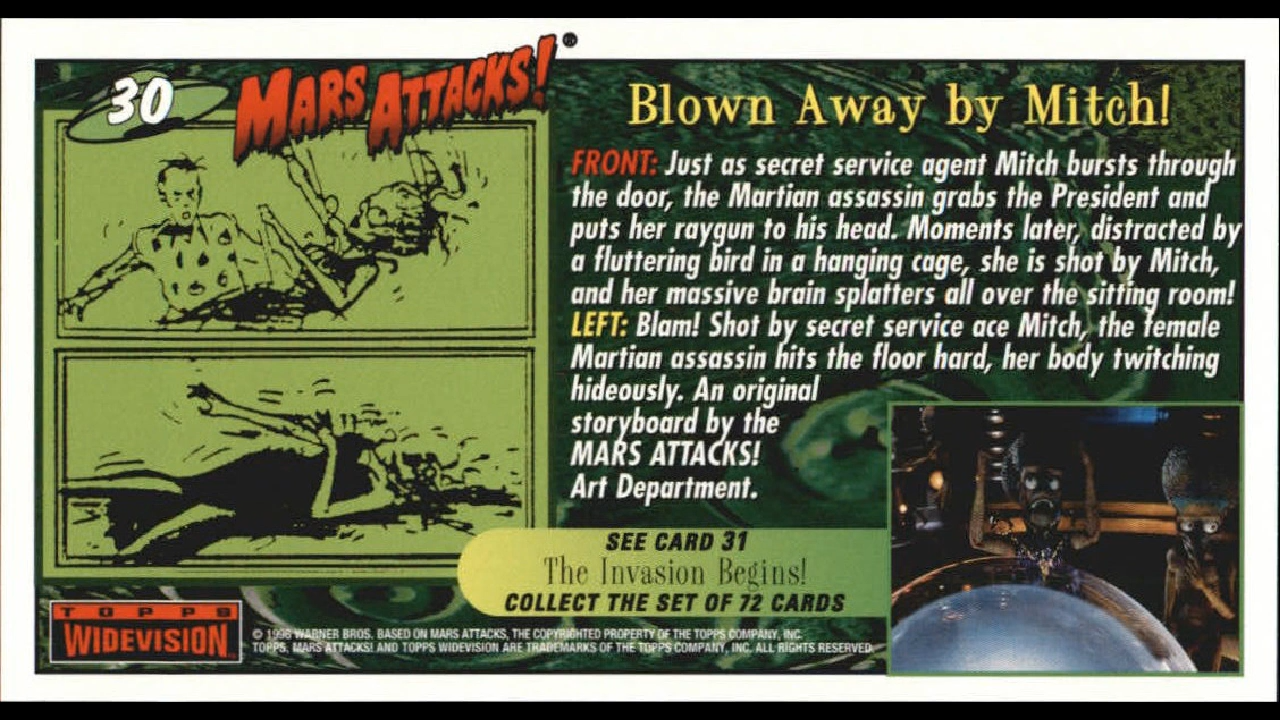 30
MARS ATTACKS!
Blown Away by Mitch!
FRONT: Just as secret service agent Mitch bursts through
the door, the Martian assassin grabs the President and
puts her raygun to his head. Moments later, distracted by
a fluttering bird in a hanging cage, she is shot by Mitch,
and her massive brain splatters all over the sitting room!
LEFT: Blam! Shot by secret service ace Mitch, the female
Martian assassin hits the floor hard, her body twitching
hideously. An original
storyboard by the
MARS ATTACKS!
Art Department.
SEE CARD 31
The Invasion Begins!
COLLECT THE SET OF 72 CARDS
TOPPS
WIDEVISION
© 1996 WARNER BROS. BASED ON MARS ATTACKS, THE COPYRIGHTED PROPERTY OF THE TOPPS COMPANY, INC.
TOPPS, MARS ATTACKS! AND TOPPS WIDEVISION ARE TRADEMARKS OF THE TOPPS COMPANY, INC. ALL RIGHTS RESERVED.